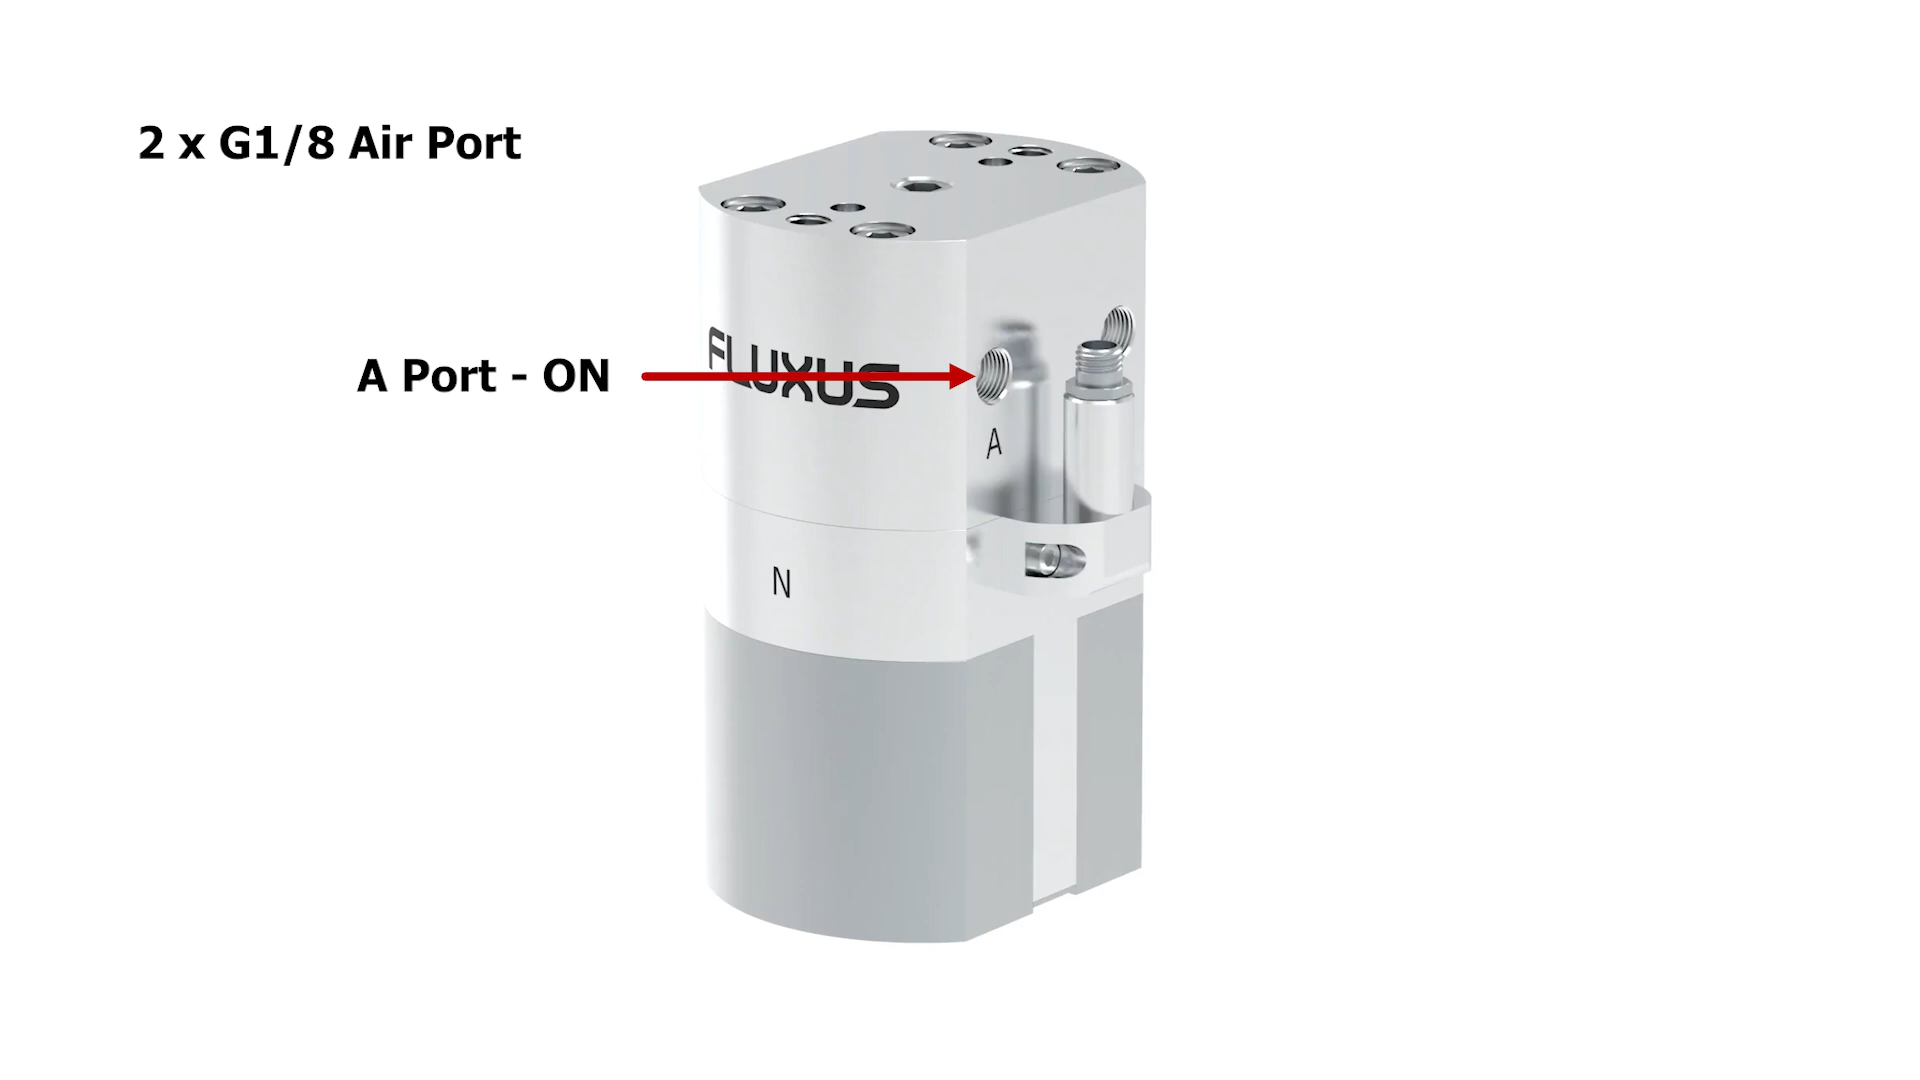 2 x G1/8 Air Port
FLUXUS
A Port - ON
A
N